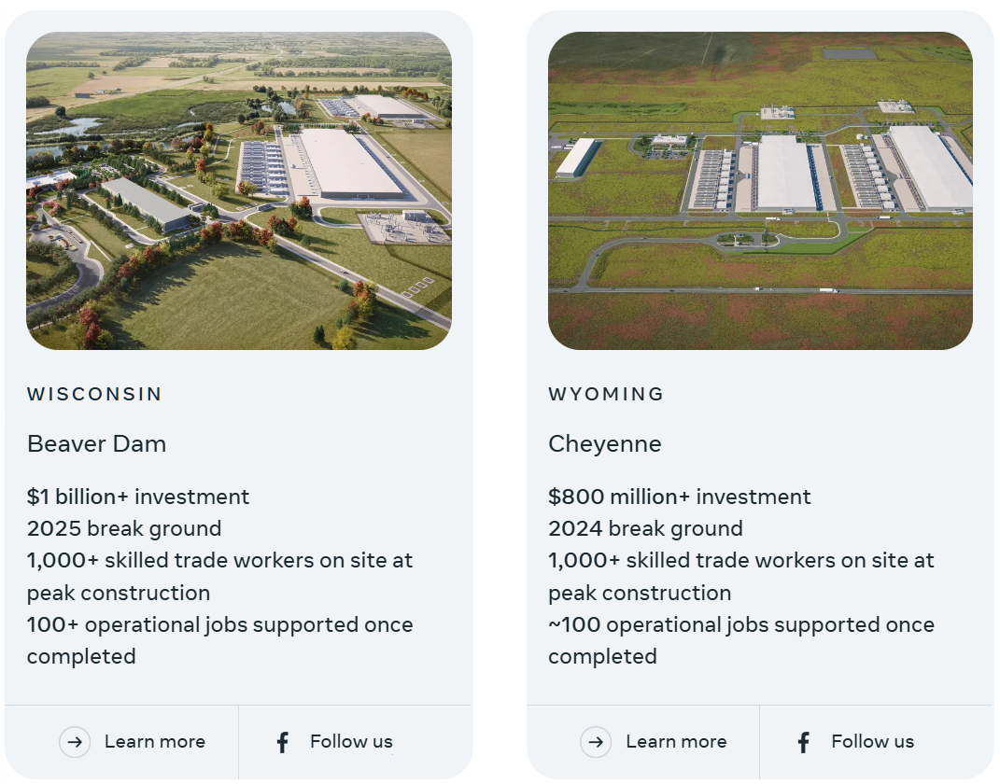 WISCONSIN
Beaver Dam
$1 billion+ investment
2025 break ground
1,000+ skilled trade workers on site at
peak construction
100+ operational jobs supported once
completed
Learn more
Follow us
WYOMING
Cheyenne
$800 million+ investment
2024 break ground
1,000+ skilled trade workers on site at
peak construction
~100 operational jobs supported once
completed
Learn more
Follow us